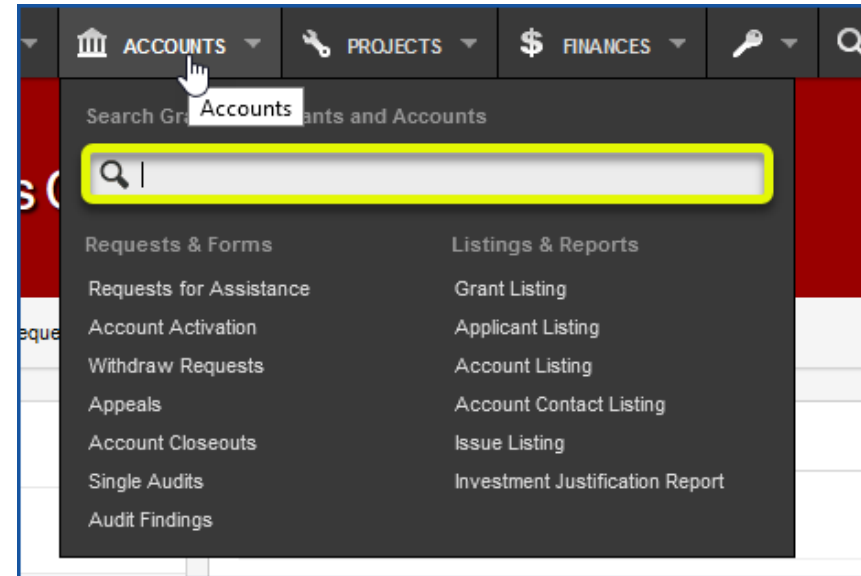 ACCOUNTS PROJECTS $ FINANCES
Accounts
Search Gra ants and Accounts
s
Requests & Forms Listings & Reports
Requests for Assistance Grant Listing
eque Account Activation Applicant Listing
Withdraw Requests Account Listing
Appeals Account Contact Listing
Account Closeouts Issue Listing
Single Audits Investment Justification Report
Audit Findings